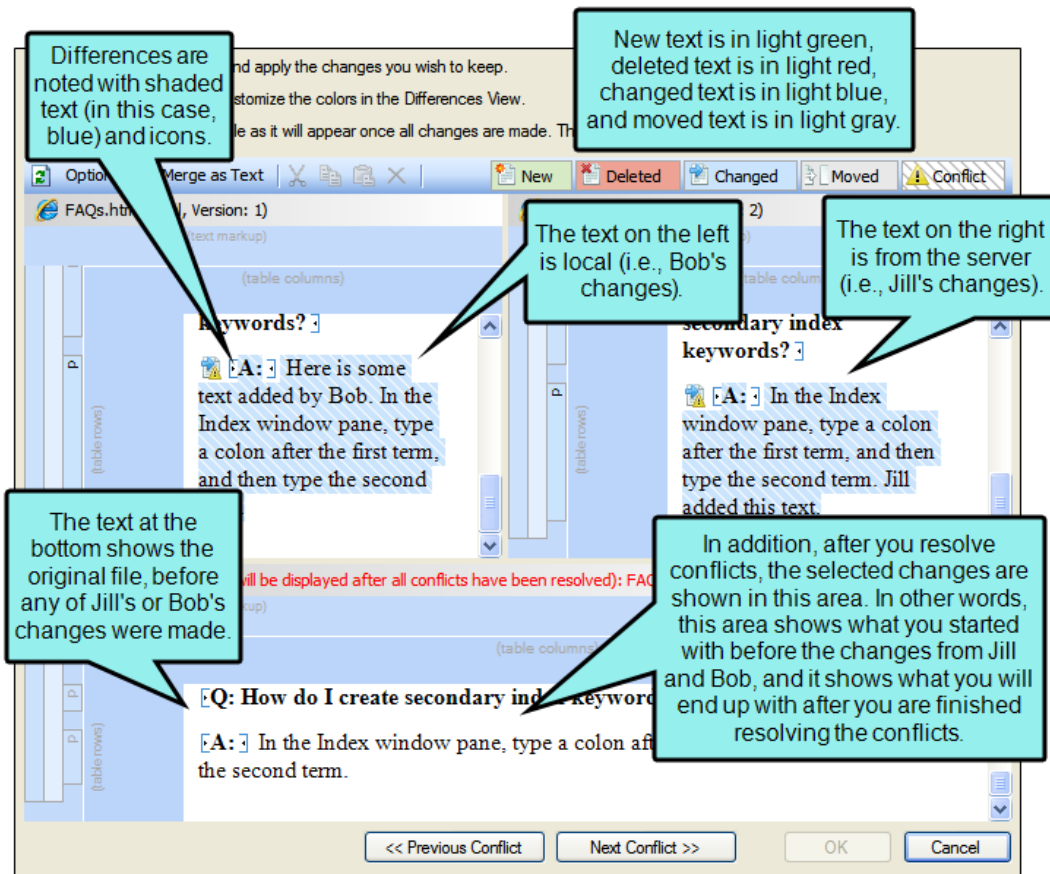 Differences are
noted with shaded
text (in this case,
blue) and icons.
New text is in light green,
deleted text is in light red,
changed text is in light blue,
and moved text is in light gray.
and apply the changes you wish to keep.
the colors in the Differences View.
as it will appear once all changes are made.
Merge as Text
New
Deleted
Changed
Moved
Conflict
Version: 1)
2)
(text markup)
The text on the left
is local (i.e., Bob's
changes).
The text on the right
is from the server
(i.e., Jill's changes).
(table columns)
(table rows)
P
keywords?
A: Here is some
text added by Bob. In the
Index window pane, type
a colon after the first term,
and then type the second
P
(table rows)
secondary index
keywords?
A: In the Index
window pane, type a colon
after the first term, and then
type the second term. Jill
added this text.
The text at the
bottom shows the
original file, before
any of Jill's or Bob's
changes were made.
In addition, after you resolve
conflicts, the selected changes are
shown in this area. In other words,
this area shows what you started
with before the changes from Jill
and Bob, and it shows what you will
end up with after you are finished
resolving the conflicts.
will be displayed after all conflicts have been resolved):
(table columns)
P
P
(table rows)
Q: How do I create secondary
A: In the Index window pane, type a colon
the second term.
<< Previous Conflict
Next Conflict >>
OK
Cancel